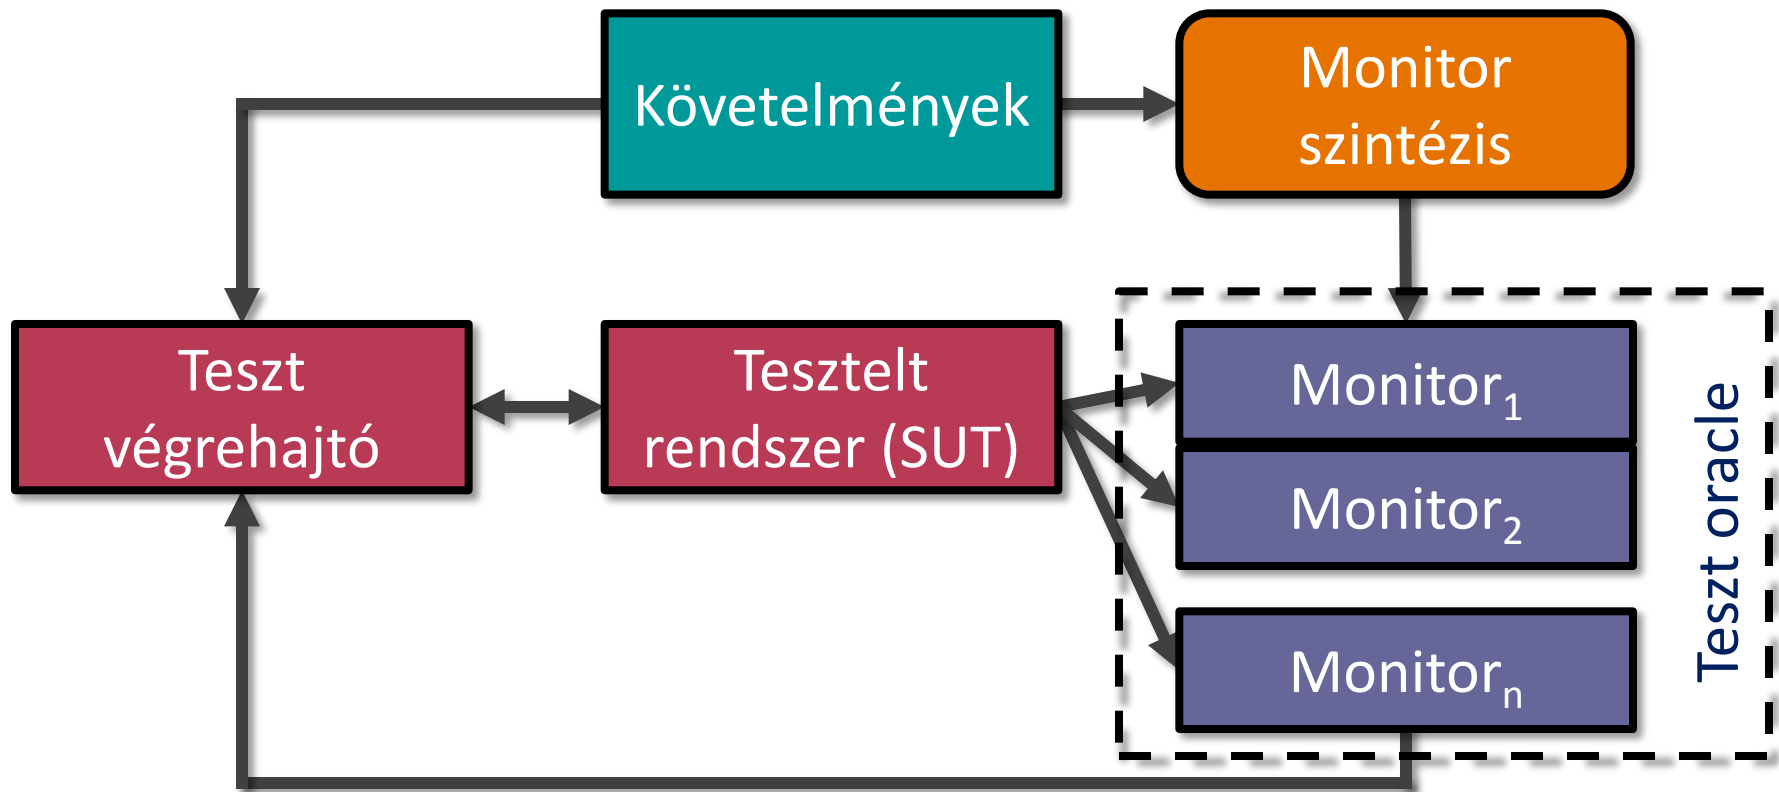 Követelmények
Monitor
szintézis
Teszt
végrehajtó
Tesztelt
rendszer (SUT)
Monitor₁
Monitor₂
Monitorₙ
Teszt oracle